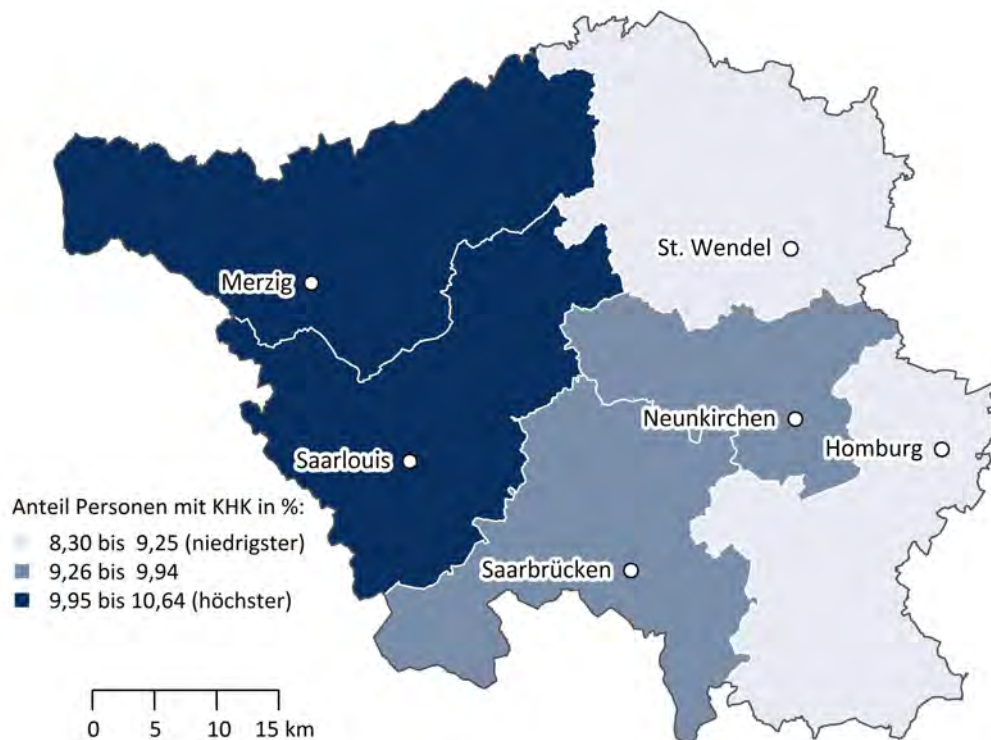 St. Wendel
Merzig
Neunkirchen
Homburg
Saarlouis
Anteil Personen mit KHK in %:
8,30 bis 9,25 (niedrigster)
9,26 bis 9,94
9,95 bis 10,64 (höchster)
Saarbrücken
0 5 10 15 km